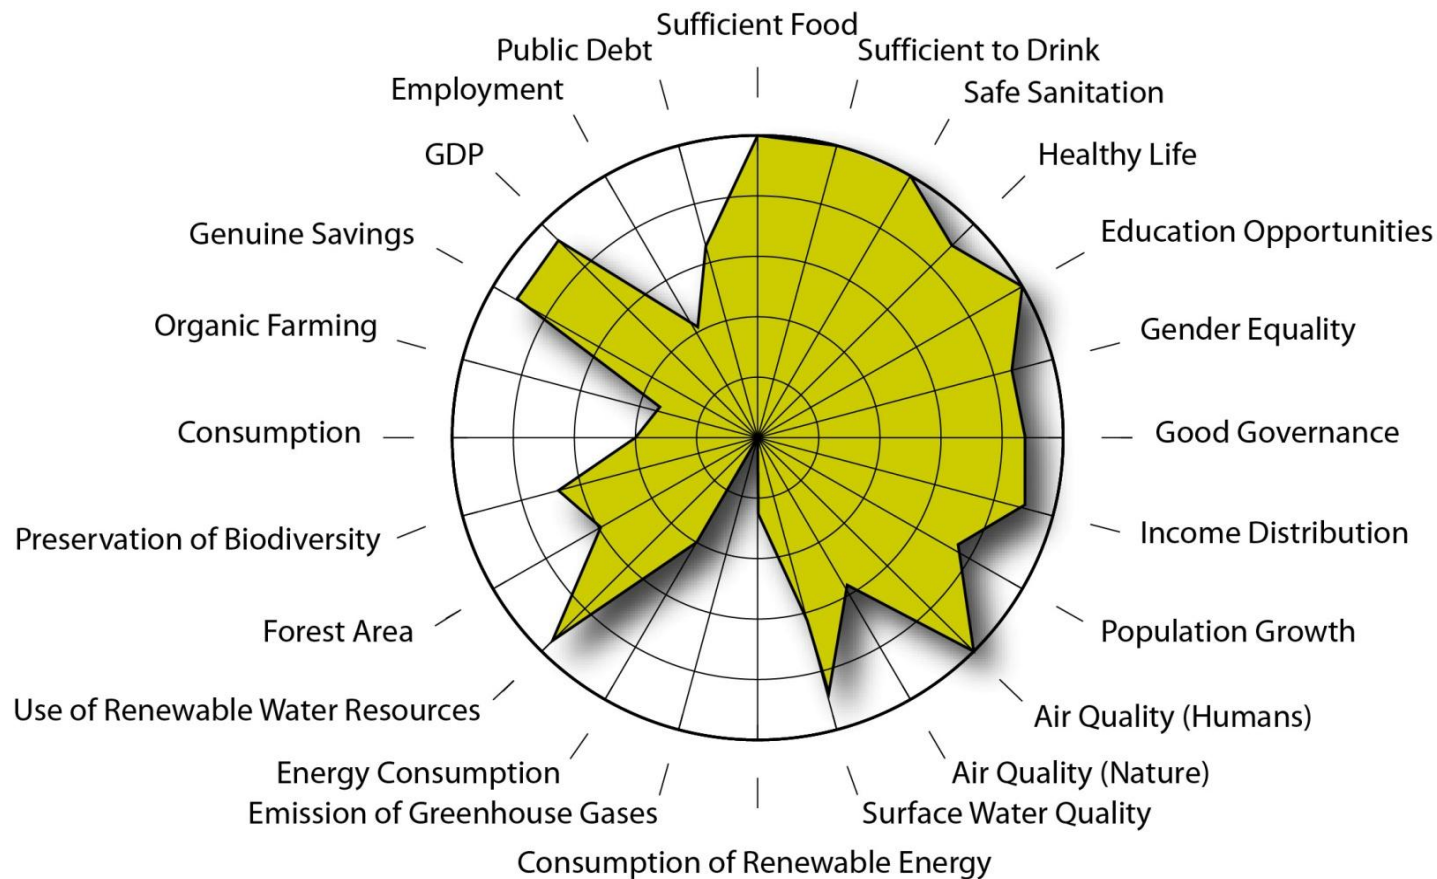 Sufficient Food
Sufficient to Drink
Safe Sanitation
Healthy Life
Education Opportunities
Gender Equality
Good Governance
Income Distribution
Population Growth
Air Quality (Humans)
Air Quality (Nature)
Surface Water Quality
Consumption of Renewable Energy
Emission of Greenhouse Gases
Energy Consumption
Use of Renewable Water Resources
Forest Area
Preservation of Biodiversity
Consumption
Organic Farming
Genuine Savings
GDP
Employment
Public Debt